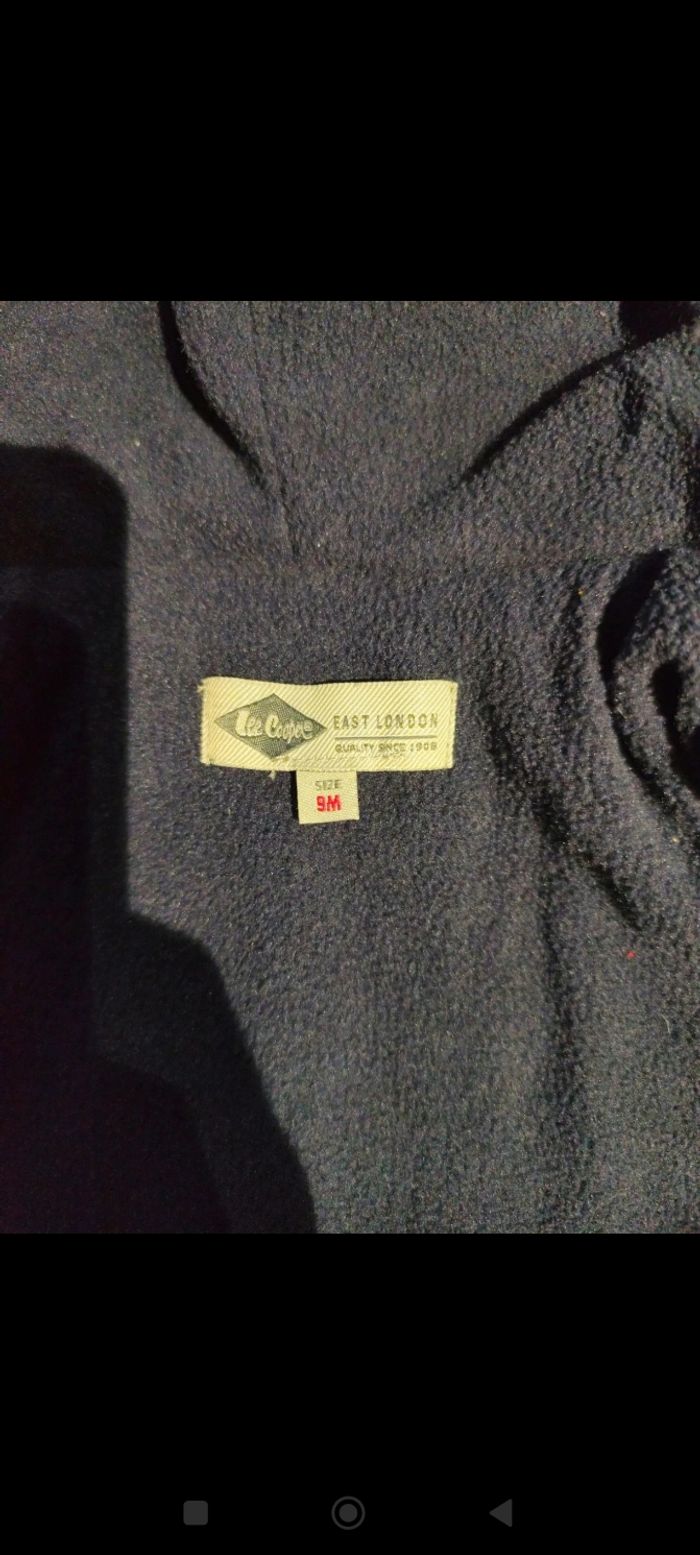 Lee Cooper
EAST LONDON
QUALITY SINCE 1908
SIZE
9M